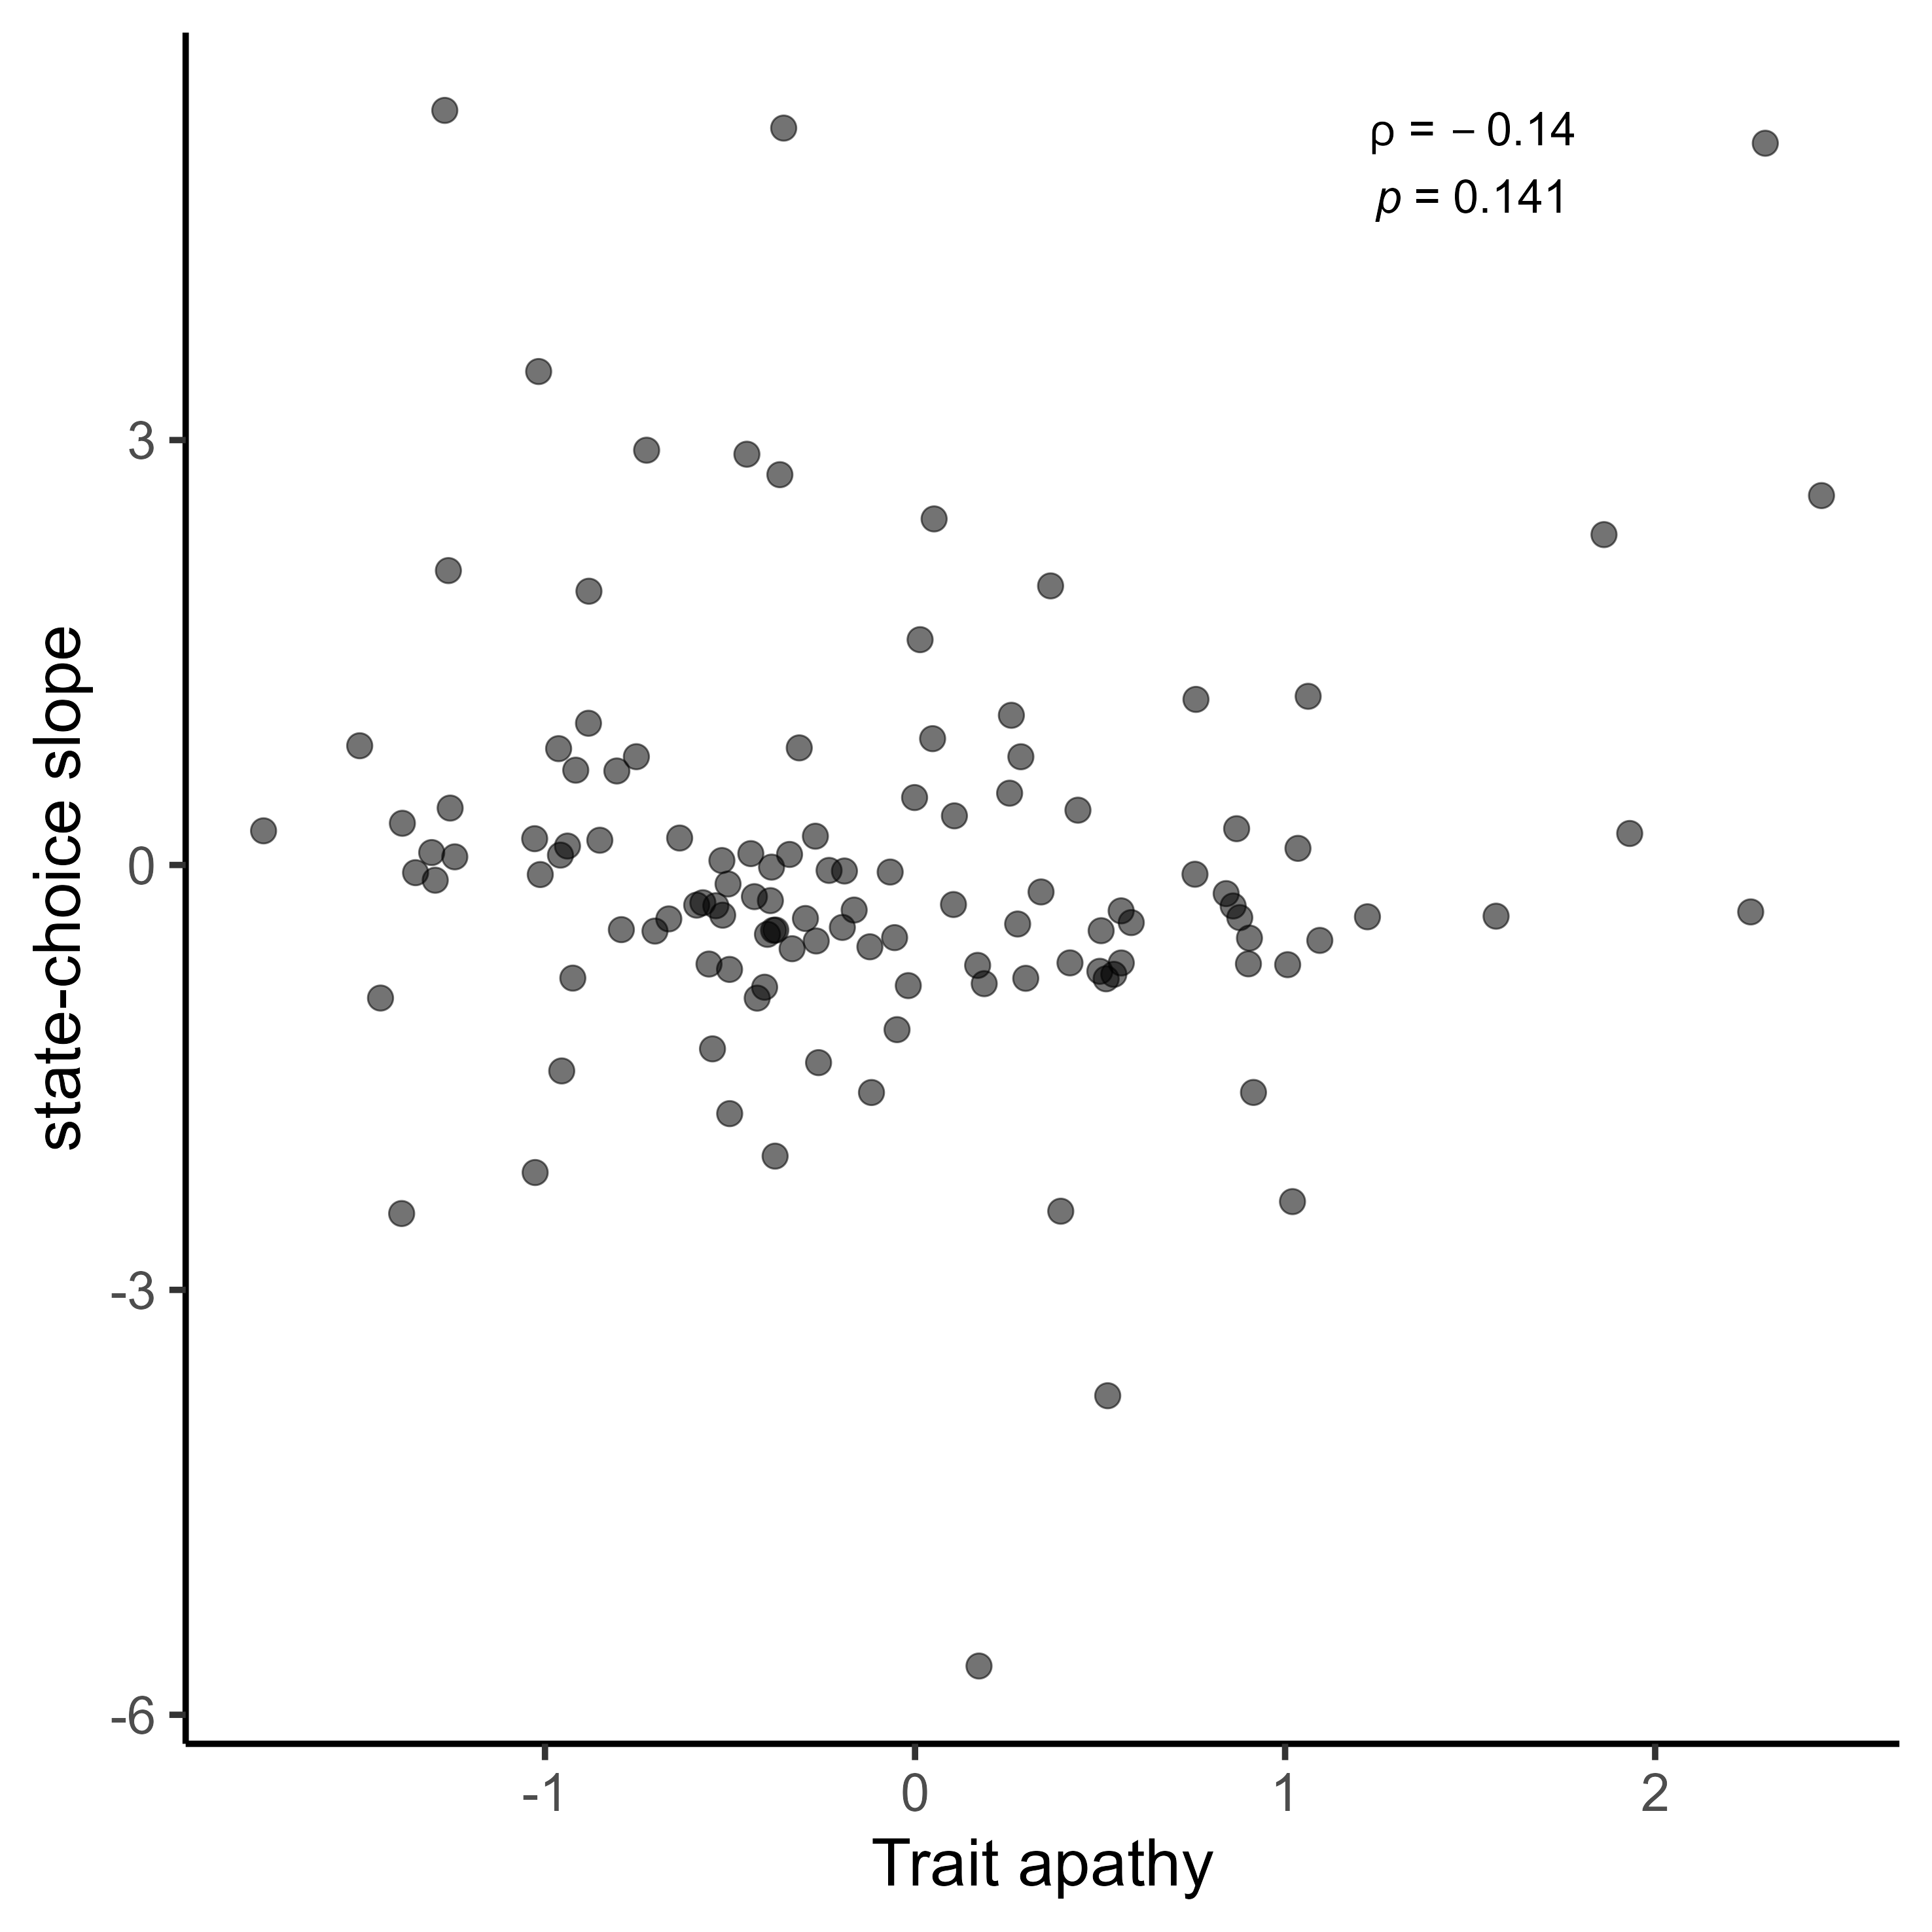 ρ = − 0.14
p = 0.141
3
0
-3
-6
state-choice slope
-1 0 1 2
Trait apathy